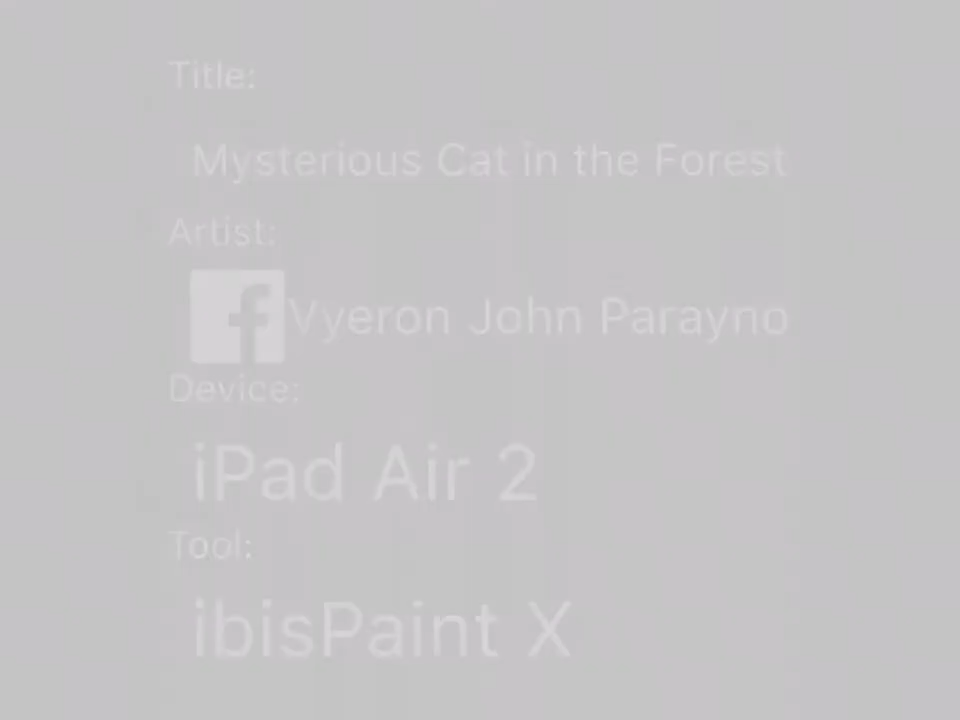 Title:
Mysterious Cat in the Forest
Artist:
Vyeron John Parayno
Device:
iPad Air 2
Tool:
ibisPaint X